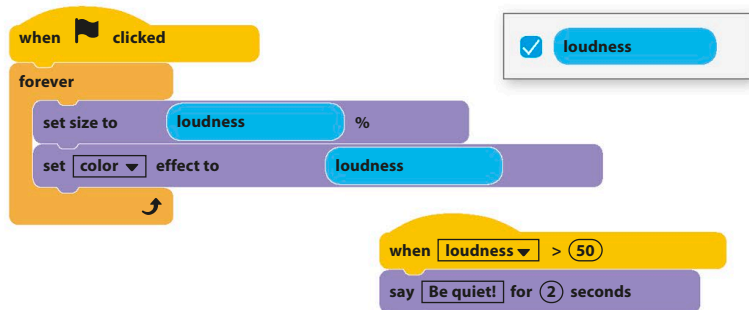 when clicked
loudness
forever
set size to loudness %
set color effect to loudness
when loudness > 50
say Be quiet! for 2 seconds